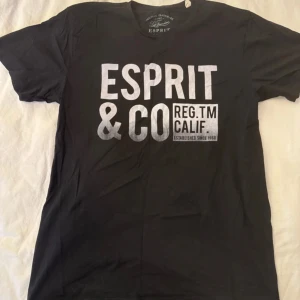 ESPRIT
ESPRIT
& CO
REG.TM
CALIF.